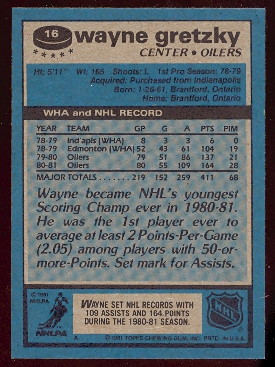 16
wayne gretzky
CENTER • OILERS
Ht: 5'11" Wt: 165 Shoots: L 1st Pro Season: 78-79
Acquired: Purchased from Indianapolis
Born: 1-26-61, Brantford, Ontario
Home: Brantford, Ontario
WHA and NHL RECORD
YEAR TEAM GP G A PTS PIM
78-79 Ind'apls (WHA) 8 3 3 6 0
78-79 Edmonton (WHA) 52 43 61 104 19
79-80 Oilers 79 51 86 137 21
80-81 Oilers 80 55 109 164 28
MAJOR TOTALS 219 152 259 411 68
Wayne became NHL's youngest
Scoring Champ ever in 1980-81.
He was the 1st player ever to
average at least 2 Points-Per-Game
(2.05) among players with 50-or-
more-Points. Set mark for Assists.
© 1981
NHLPA
WAYNE SET NHL RECORDS WITH
109 ASSISTS AND 164 POINTS
DURING THE 1980-81 SEASON.
NHL
A © 1981 TOPPS CHEWING GUM, INC. PRTD. IN U.S.A.